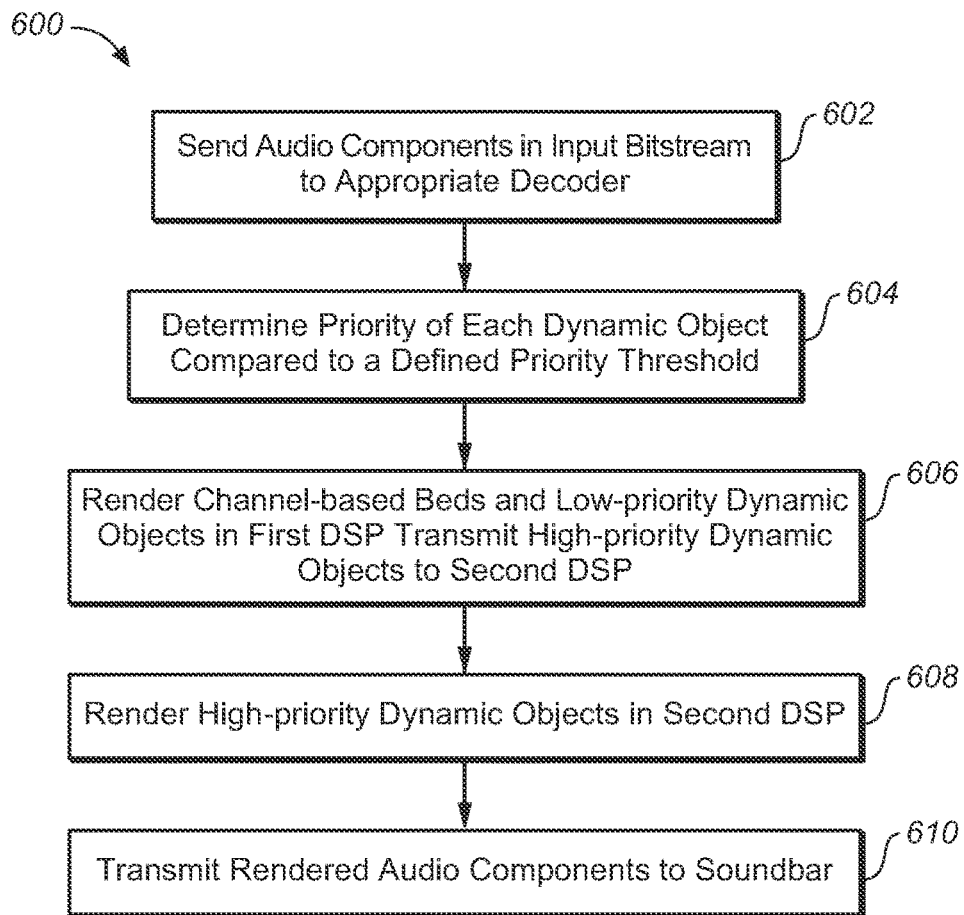 600
602
Send Audio Components in Input Bitstream
to Appropriate Decoder
604
Determine Priority of Each Dynamic Object
Compared to a Defined Priority Threshold
606
Render Channel-based Beds and Low-priority Dynamic
Objects in First DSP Transmit High-priority Dynamic
Objects to Second DSP
608
Render High-priority Dynamic Objects in Second DSP
610
Transmit Rendered Audio Components to Soundbar